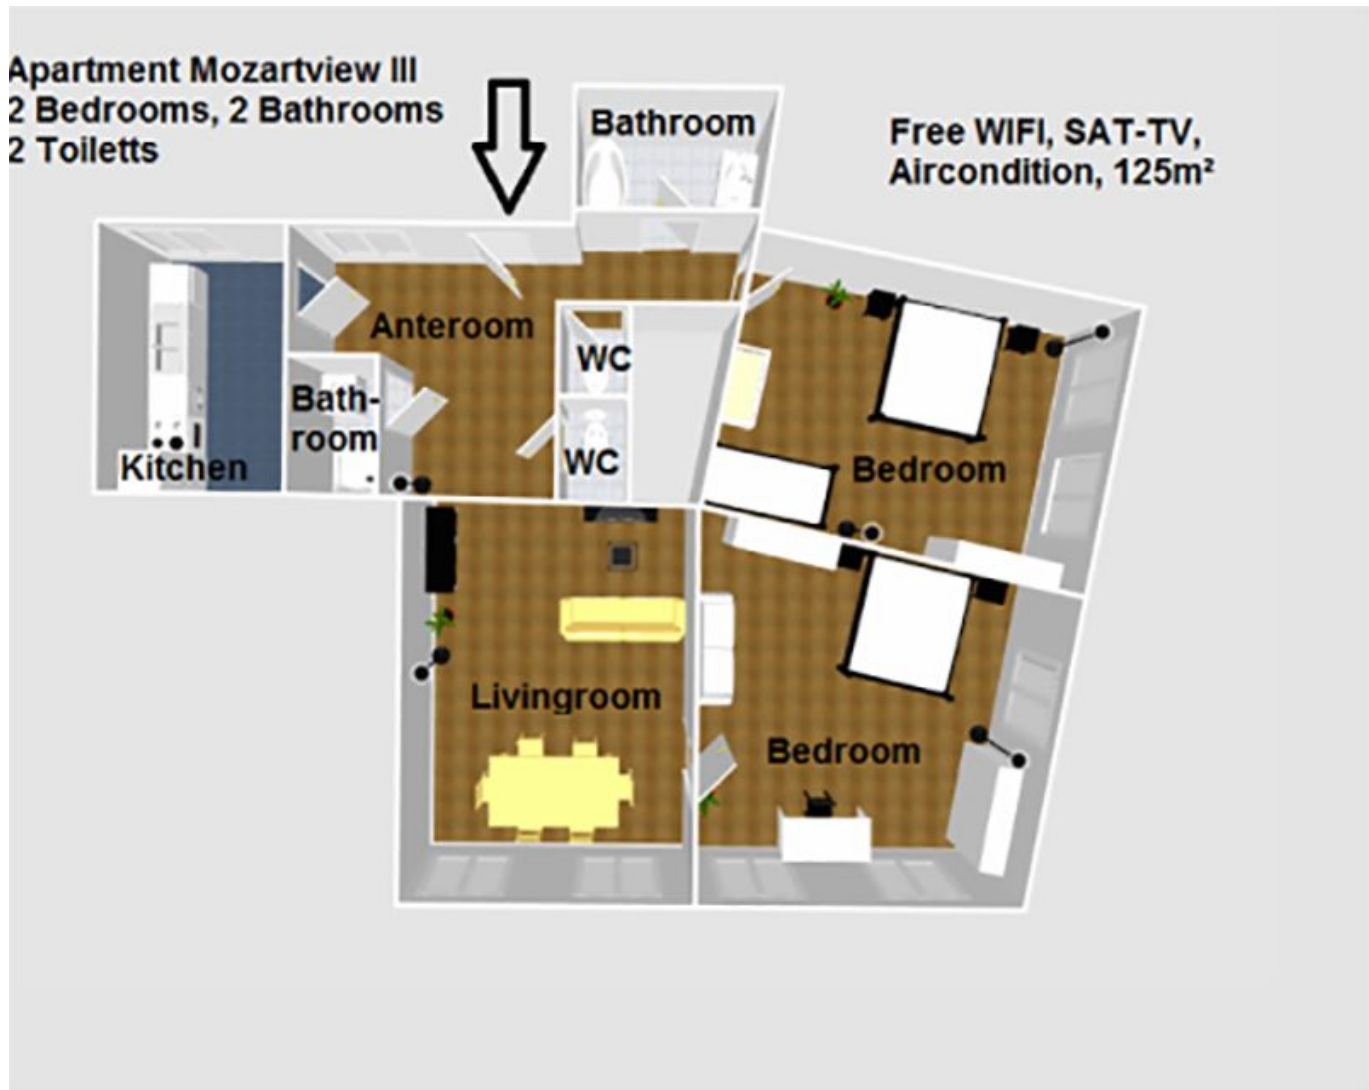 Apartment Mozartview III
2 Bedrooms, 2 Bathrooms
2 Toiletts
Bathroom
Free WIFI, SAT-TV,
Aircondition, 125m²
Anteroom
WC
Bath-
room
WC
Kitchen
Bedroom
Livingroom
Bedroom